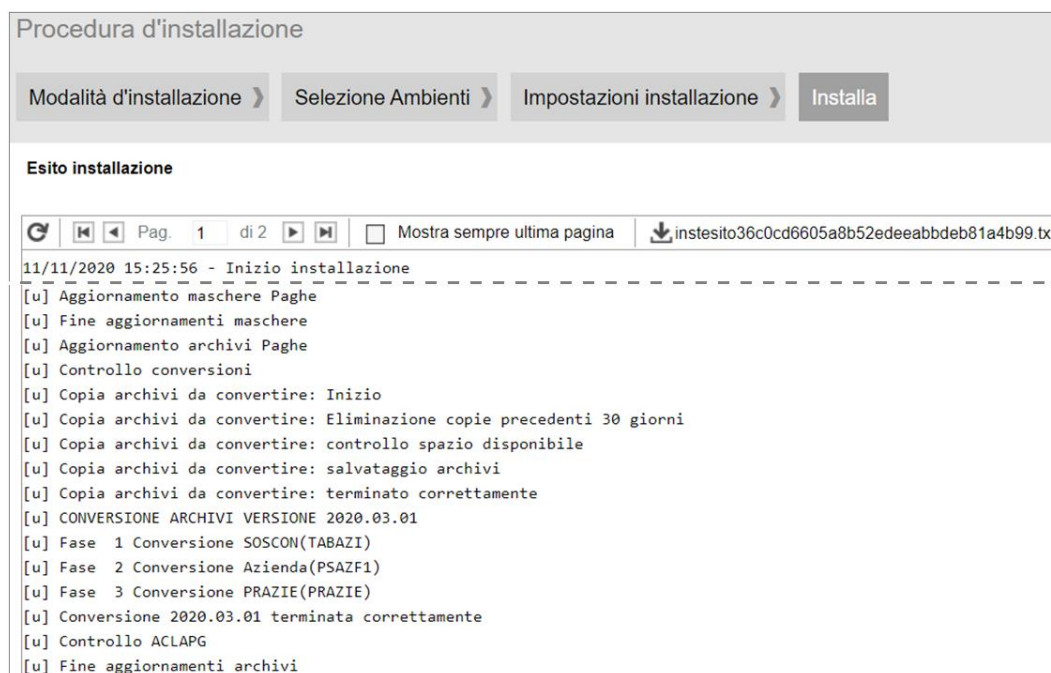 Procedura d'installazione
Modalità d'installazione ❯ Selezione Ambienti ❯ Impostazioni installazione ❯ Installa
Esito installazione
Pag. 1 di 2 Mostra sempre ultima pagina instesito36c0cd6605a8b52edeeabbdeb81a4b99.tx
11/11/2020 15:25:56 - Inizio installazione
[u] Aggiornamento maschere Paghe
[u] Fine aggiornamenti maschere
[u] Aggiornamento archivi Paghe
[u] Controllo conversioni
[u] Copia archivi da convertire: Inizio
[u] Copia archivi da convertire: Eliminazione copie precedenti 30 giorni
[u] Copia archivi da convertire: controllo spazio disponibile
[u] Copia archivi da convertire: salvataggio archivi
[u] Copia archivi da convertire: terminato correttamente
[u] CONVERSIONE ARCHIVI VERSIONE 2020.03.01
[u] Fase  1 Conversione SOSCON(TABAZI)
[u] Fase  2 Conversione Azienda(PSAZF1)
[u] Fase  3 Conversione PRAZIE(PRAZIE)
[u] Conversione 2020.03.01 terminata correttamente
[u] Controllo ACLAPG
[u] Fine aggiornamenti archivi